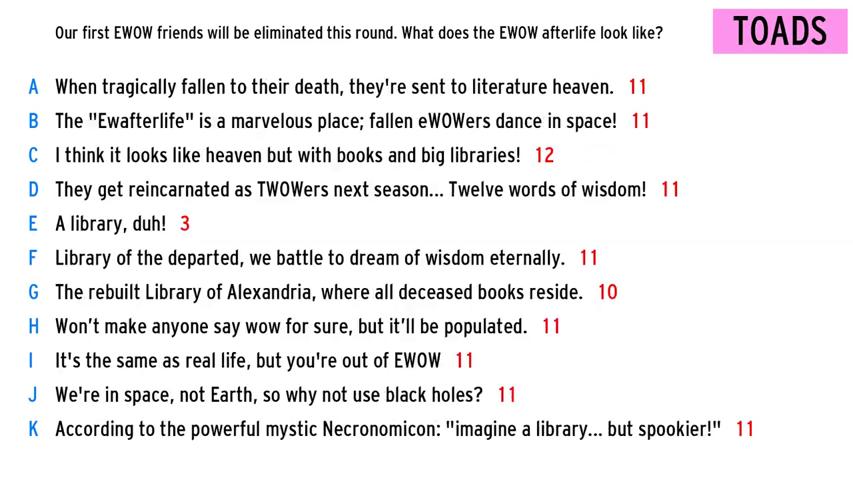 Our first EWOW friends will be eliminated this round. What does the EWOW afterlife look like?
TOADS
A When tragically fallen to their death, they're sent to literature heaven. 11
B The "Ewafterlife" is a marvelous place; fallen eWOWers dance in space! 11
C I think it looks like heaven but with books and big libraries! 12
D They get reincarnated as TWOWers next season... Twelve words of wisdom! 11
E A library, duh! 3
F Library of the departed, we battle to dream of wisdom eternally. 11
G The rebuilt Library of Alexandria, where all deceased books reside. 10
H Won’t make anyone say wow for sure, but it’ll be populated. 11
I It's the same as real life, but you're out of EWOW 11
J We're in space, not Earth, so why not use black holes? 11
K According to the powerful mystic Necronomicon: "imagine a library... but spookier!" 11